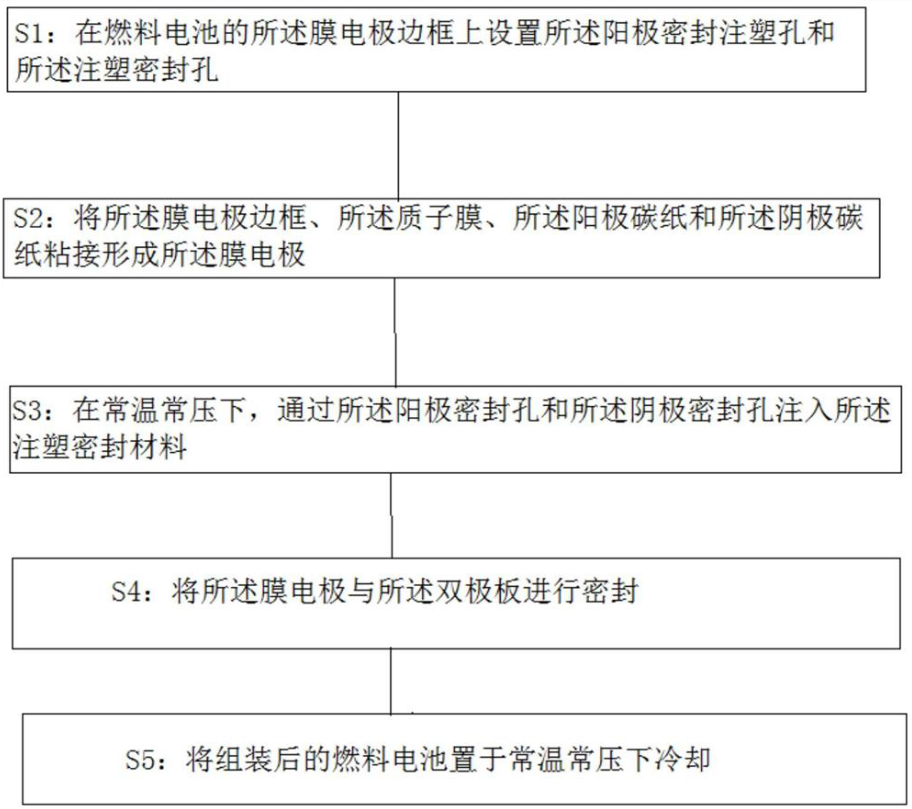 S1：在燃料电池的所述膜电极边框上设置所述阳极密封注塑孔和
所述注塑密封孔
S2：将所述膜电极边框、所述质子膜、所述阳极碳纸和所述阴极碳
纸粘接形成所述膜电极
S3：在常温常压下，通过所述阳极密封孔和所述阴极密封孔注入所述
注塑密封材料
S4：将所述膜电极与所述双极板进行密封
S5：将组装后的燃料电池置于常温常压下冷却